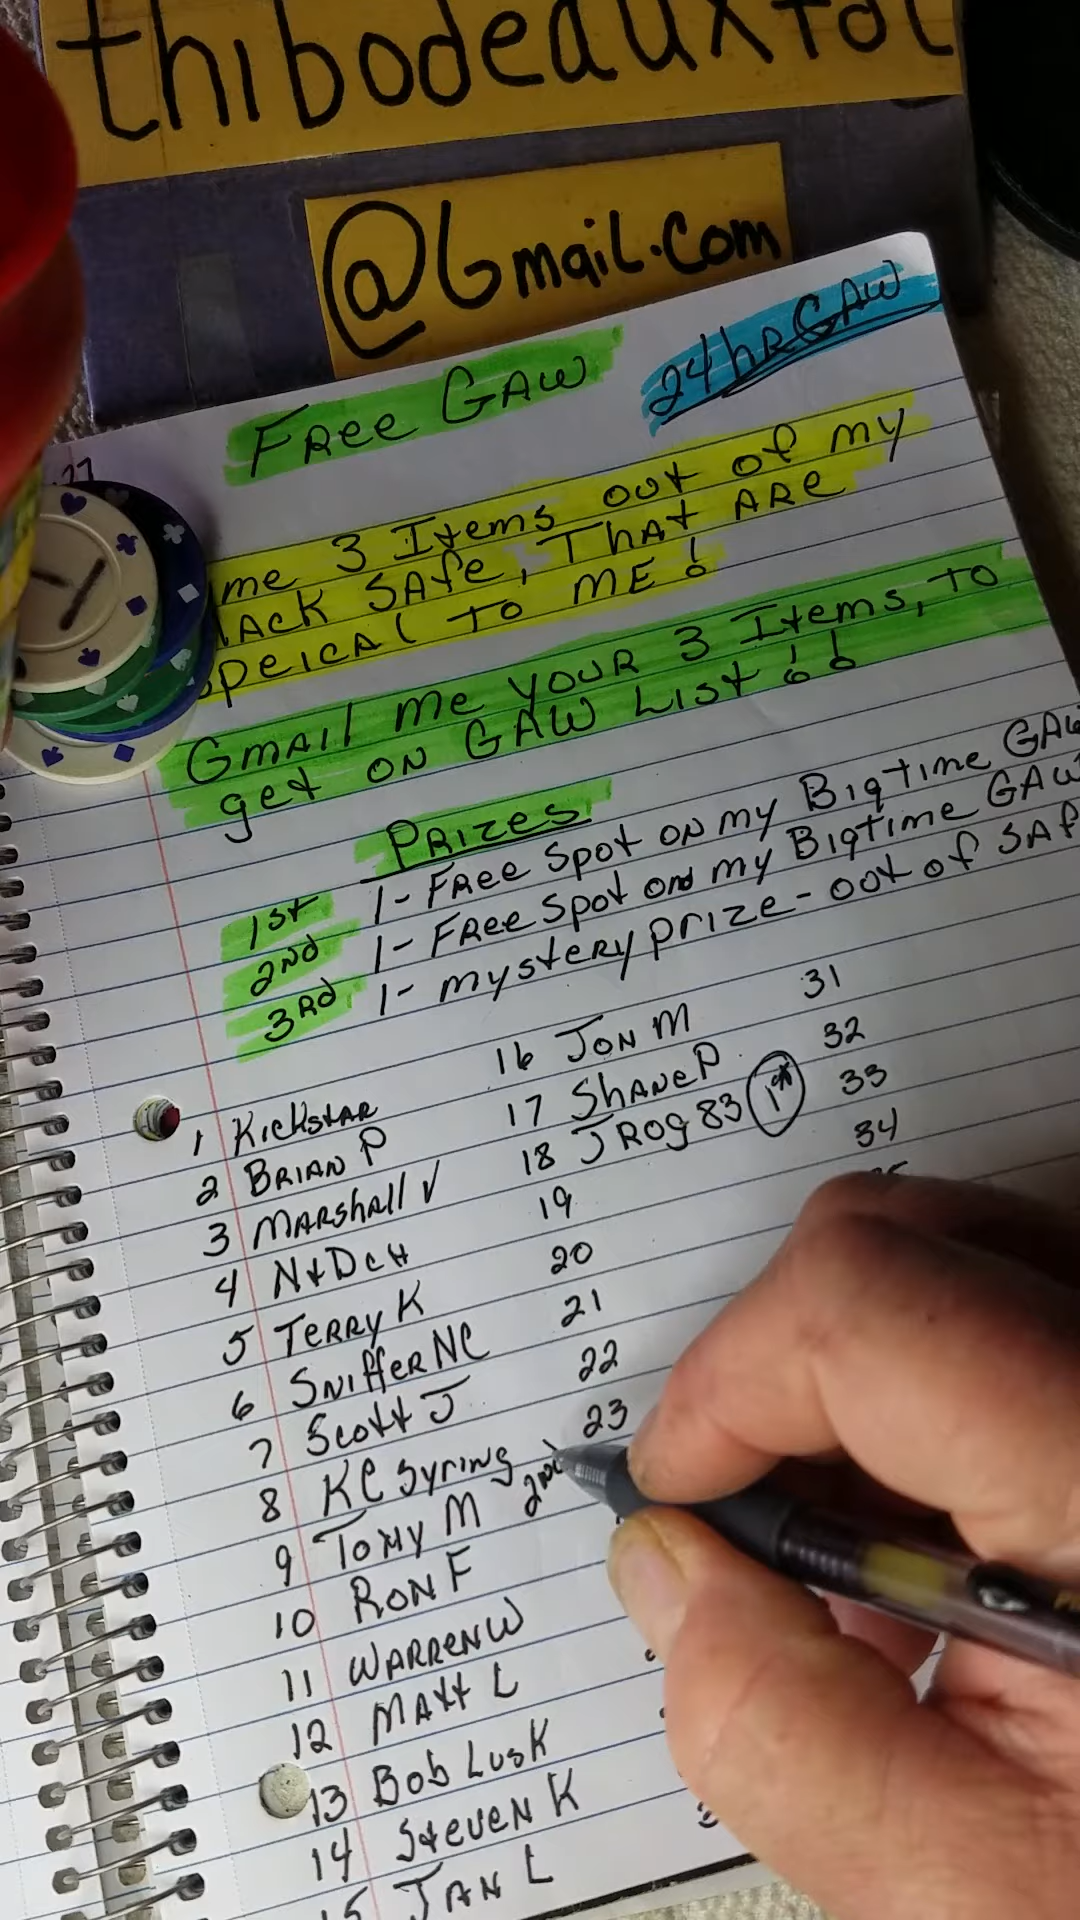 thibodeauxtdl
@Gmail.com
Free GAW
24hr GAW
me 3 Items out of my
Safe, That are
speical to me!
Gmail me your 3 Items, to
get on GAW List!!
Prizes
1st 1- Free Spot on my Bigtime GAW
2nd 1- Free Spot on my Bigtime GAW
3rd 1- mystery prize - out of SAF
1 Kickstar
2 Brian P
3 Marshall V
4 N+Dch
5 Terry K
6 Sniffer NC
7 Scott J
8 KC Syring 2nd
9 Tony M
10 Ron F
11 Warren W
12 Matt L
13 Bob Lusk
14 Steven K
15 Jan L
16 Jon M
17 Shane P
18 JRog83 1st
19
20
21
22
23
31
32
33
34